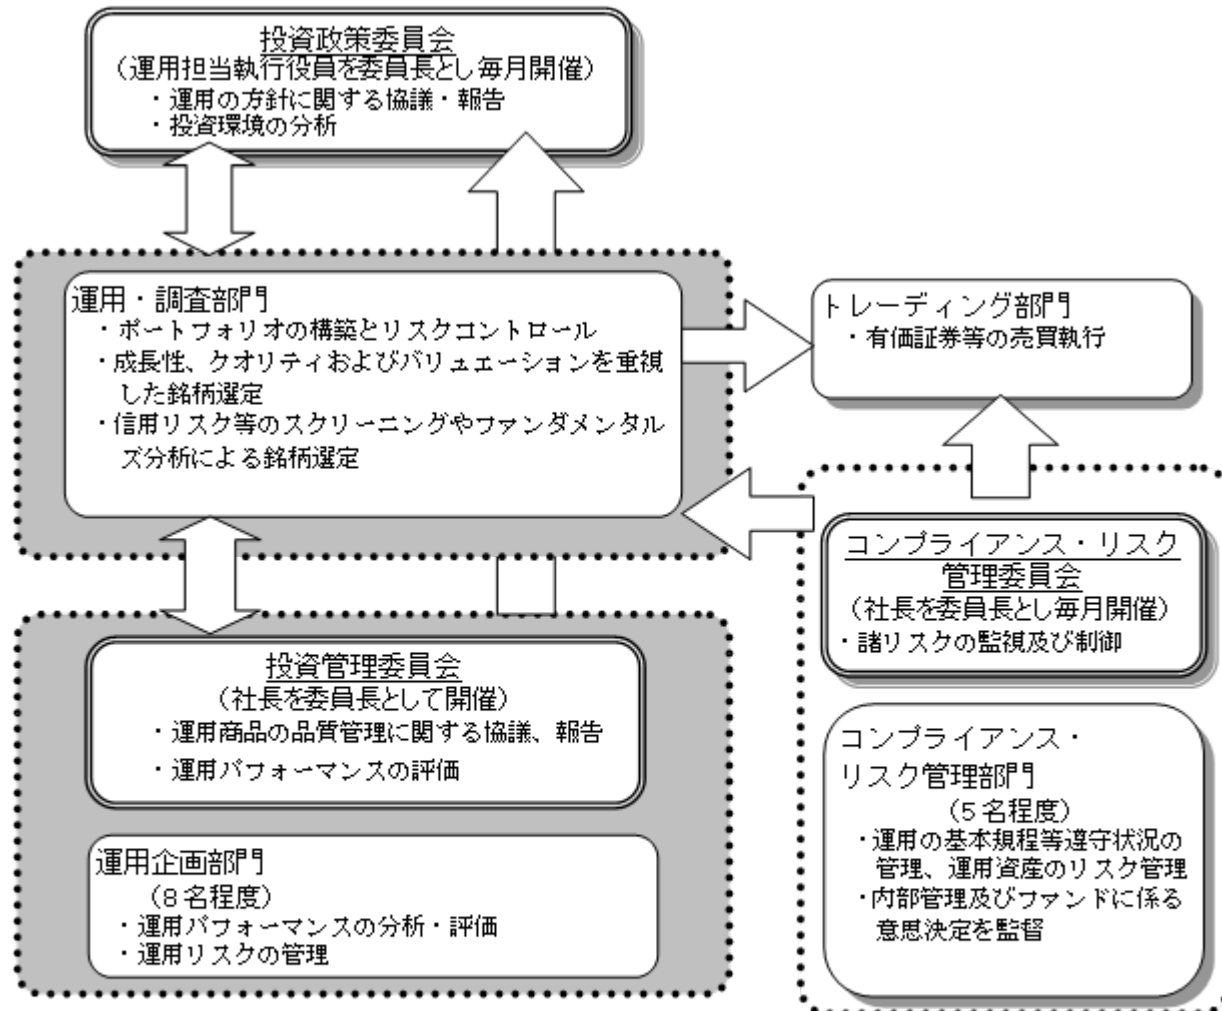 投資政策委員会
（運用担当執行役員を委員長とし毎月開催）
・運用の方針に関する協議・報告
・投資環境の分析
運用・調査部門
・ポートフォリオの構築とリスクコントロール
・成長性、クオリティおよびバリュエーションを重視
した銘柄選定
・信用リスク等のスクリーニングやファンダメンタル
ズ分析による銘柄選定
トレーディング部門
・有価証券等の売買執行
投資管理委員会
（社長を委員長として開催）
・運用商品の品質管理に関する協議、報告
・運用パフォーマンスの評価
運用企画部門
（８名程度）
・運用パフォーマンスの分析・評価
・運用リスクの管理
コンプライアンス・リスク
管理委員会
（社長を委員長とし毎月開催）
・諸リスクの監視及び制御
コンプライアンス・
リスク管理部門
（５名程度）
・運用の基本規程等遵守状況の
管理、運用資産のリスク管理
・内部管理及びファンドに係る
意思決定を監督